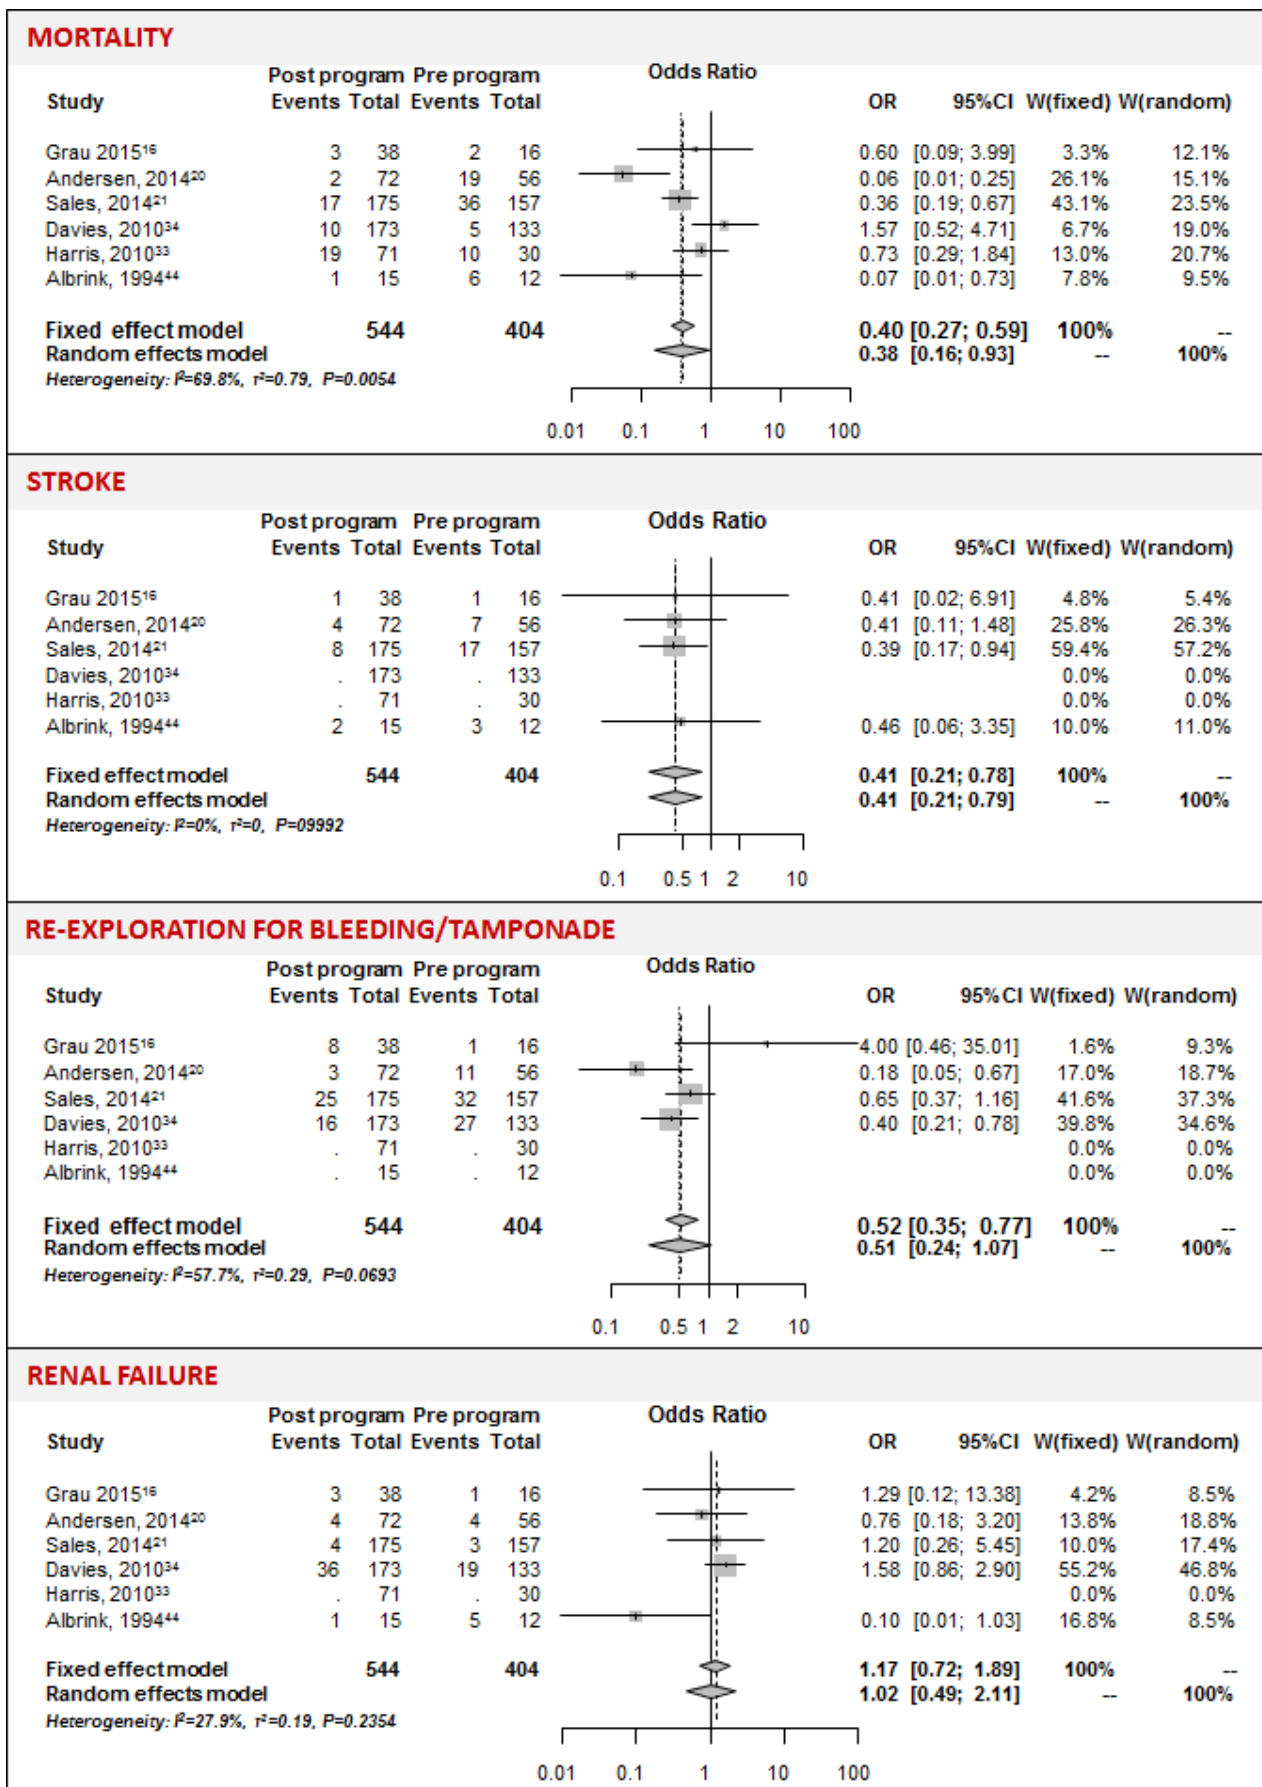 MORTALITY
Post program Pre program Odds Ratio
Study Events Total Events Total OR 95%CI W(fixed) W(random)
Grau 2015¹⁶ 3 38 2 16 0.60 [0.09; 3.99] 3.3% 12.1%
Andersen, 2014²⁰ 2 72 19 56 0.06 [0.01; 0.25] 26.1% 15.1%
Sales, 2014²¹ 17 175 36 157 0.36 [0.19; 0.67] 43.1% 23.5%
Davies, 2010³⁴ 10 173 5 133 1.57 [0.52; 4.71] 6.7% 19.0%
Harris, 2010³³ 19 71 10 30 0.73 [0.29; 1.84] 13.0% 20.7%
Albrink, 1994⁴⁴ 1 15 6 12 0.07 [0.01; 0.73] 7.8% 9.5%
Fixed effect model 544 404 0.40 [0.27; 0.59] 100% --
Random effects model 0.38 [0.16; 0.93] -- 100%
Heterogeneity: I²=69.8%, τ²=0.79, P=0.0054
0.01 0.1 1 10 100
STROKE
Post program Pre program Odds Ratio
Study Events Total Events Total OR 95%CI W(fixed) W(random)
Grau 2015¹⁶ 1 38 1 16 0.41 [0.02; 6.91] 4.8% 5.4%
Andersen, 2014²⁰ 4 72 7 56 0.41 [0.11; 1.48] 25.8% 26.3%
Sales, 2014²¹ 8 175 17 157 0.39 [0.17; 0.94] 59.4% 57.2%
Davies, 2010³⁴ . 173 . 133 0.0% 0.0%
Harris, 2010³³ . 71 . 30 0.0% 0.0%
Albrink, 1994⁴⁴ 2 15 3 12 0.46 [0.06; 3.35] 10.0% 11.0%
Fixed effect model 544 404 0.41 [0.21; 0.78] 100% --
Random effects model 0.41 [0.21; 0.79] -- 100%
Heterogeneity: I²=0%, τ²=0, P=09992
0.1 0.5 1 2 10
RE-EXPLORATION FOR BLEEDING/TAMPONADE
Post program Pre program Odds Ratio
Study Events Total Events Total OR 95%CI W(fixed) W(random)
Grau 2015¹⁶ 8 38 1 16 4.00 [0.46; 35.01] 1.6% 9.3%
Andersen, 2014²⁰ 3 72 11 56 0.18 [0.05; 0.67] 17.0% 18.7%
Sales, 2014²¹ 25 175 32 157 0.65 [0.37; 1.16] 41.6% 37.3%
Davies, 2010³⁴ 16 173 27 133 0.40 [0.21; 0.78] 39.8% 34.6%
Harris, 2010³³ . 71 . 30 0.0% 0.0%
Albrink, 1994⁴⁴ . 15 . 12 0.0% 0.0%
Fixed effect model 544 404 0.52 [0.35; 0.77] 100% --
Random effects model 0.51 [0.24; 1.07] -- 100%
Heterogeneity: I²=57.7%, τ²=0.29, P=0.0693
0.1 0.5 1 2 10
RENAL FAILURE
Post program Pre program Odds Ratio
Study Events Total Events Total OR 95%CI W(fixed) W(random)
Grau 2015¹⁶ 3 38 1 16 1.29 [0.12; 13.38] 4.2% 8.5%
Andersen, 2014²⁰ 4 72 4 56 0.76 [0.18; 3.20] 13.8% 18.8%
Sales, 2014²¹ 4 175 3 157 1.20 [0.26; 5.45] 10.0% 17.4%
Davies, 2010³⁴ 36 173 19 133 1.58 [0.86; 2.90] 55.2% 46.8%
Harris, 2010³³ . 71 . 30 0.0% 0.0%
Albrink, 1994⁴⁴ 1 15 5 12 0.10 [0.01; 1.03] 16.8% 8.5%
Fixed effect model 544 404 1.17 [0.72; 1.89] 100% --
Random effects model 1.02 [0.49; 2.11] -- 100%
Heterogeneity: I²=27.9%, τ²=0.19, P=0.2354
0.01 0.1 1 10 100